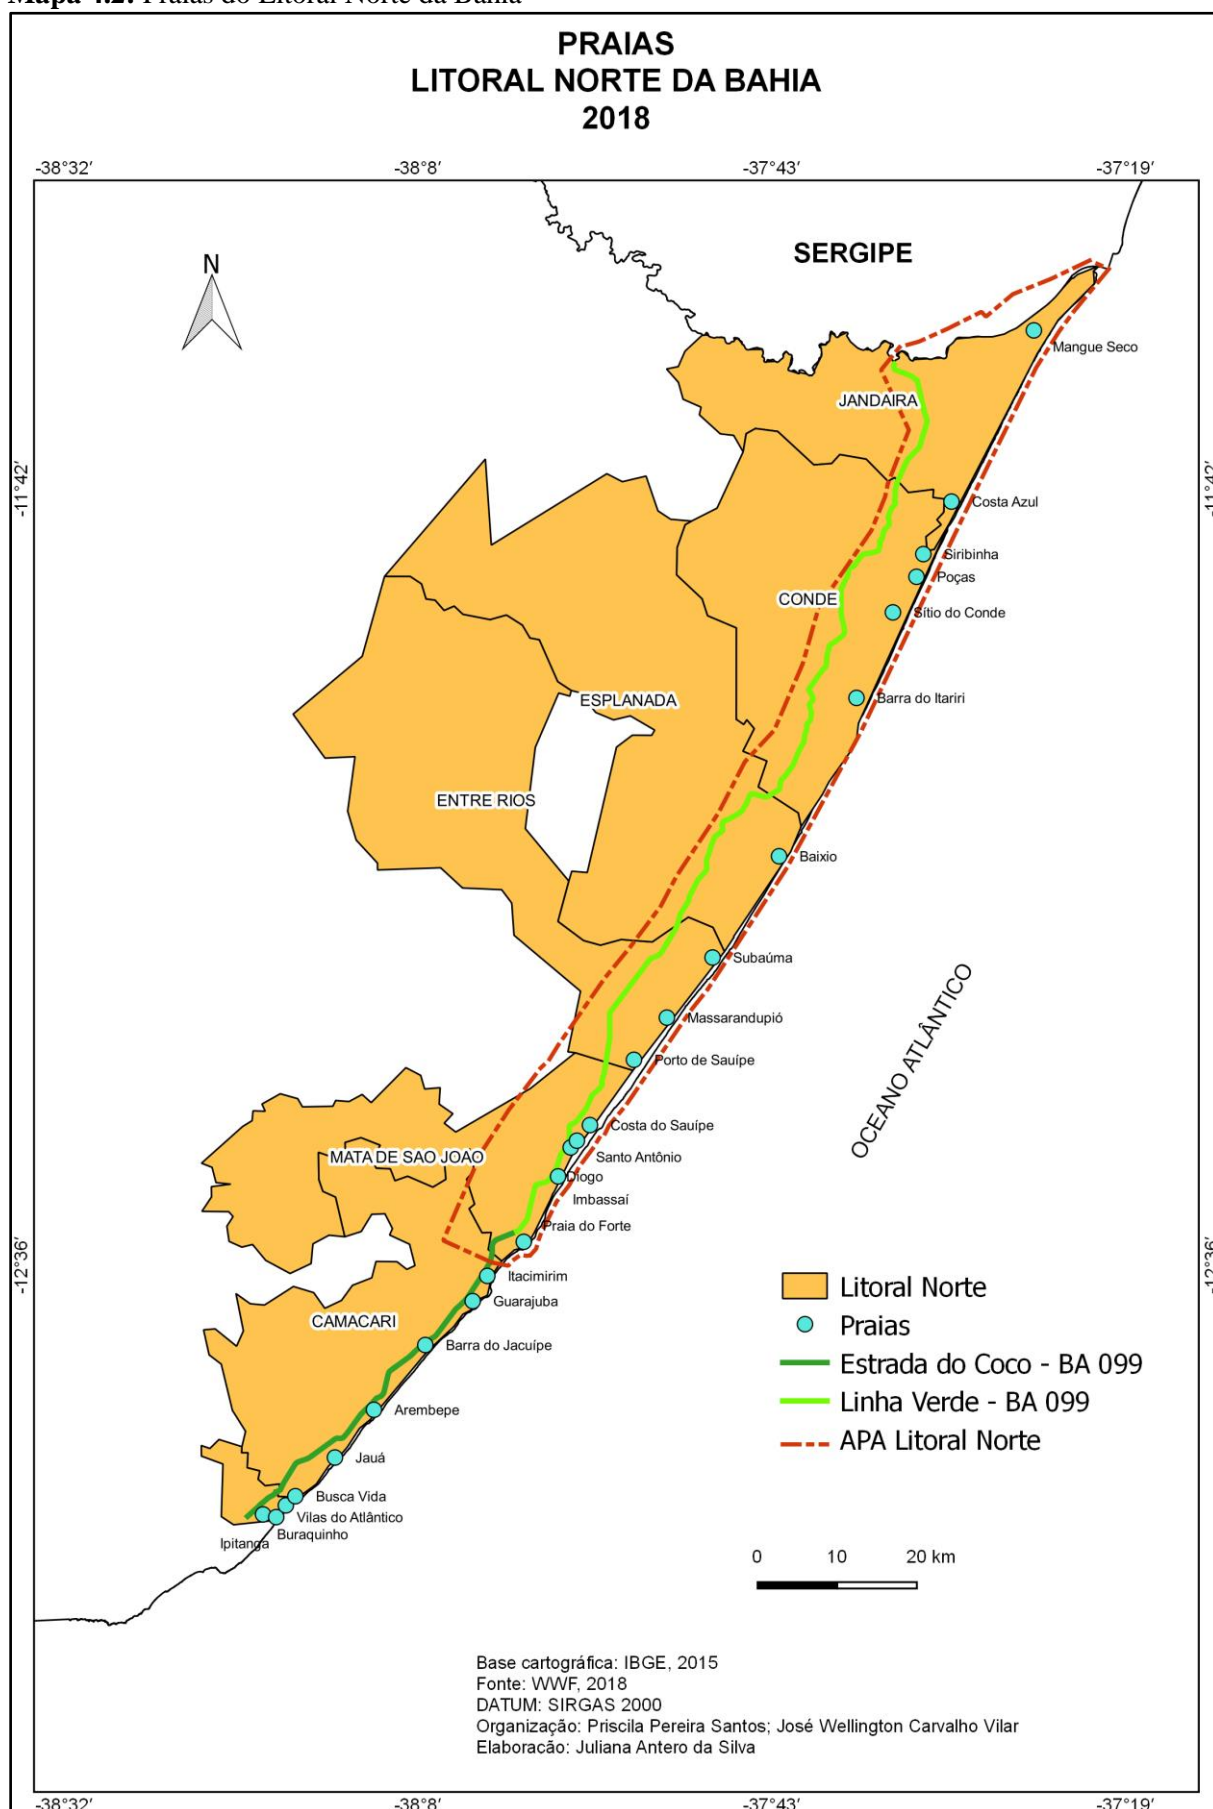 Mapa 4.2: Praias do Litoral Norte da Bahia
PRAIAS
LITORAL NORTE DA BAHIA
2018
-38°32′
-38°8′
-37°43′
-37°19′
N
SERGIPE
Mangue Seco
JANDAIRA
-11°42′
-11°42′
Costa Azul
Siribinha
Poças
CONDE
Sítio do Conde
ESPLANADA
Barra do Itariri
ENTRE RIOS
Baixio
Subaúma
OCEANO ATLÂNTICO
Massarandupió
Porto de Sauípe
Costa do Sauípe
MATA DE SAO JOAO
Santo Antônio
Diogo
Imbassaí
Praia do Forte
-12°36′
-12°36′
Itacimirim
Guarajuba
CAMACARI
Barra do Jacuípe
Arembepe
Jauá
Busca Vida
Vilas do Atlântico
Buraquinho
Ipitanga
Litoral Norte
Praias
Estrada do Coco - BA 099
Linha Verde - BA 099
APA Litoral Norte
0 10 20 km
Base cartográfica: IBGE, 2015
Fonte: WWF, 2018
DATUM: SIRGAS 2000
Organização: Priscila Pereira Santos; José Wellington Carvalho Vilar
Elaboracão: Juliana Antero da Silva
-38°32′
-38°8′
-37°43′
-37°19′